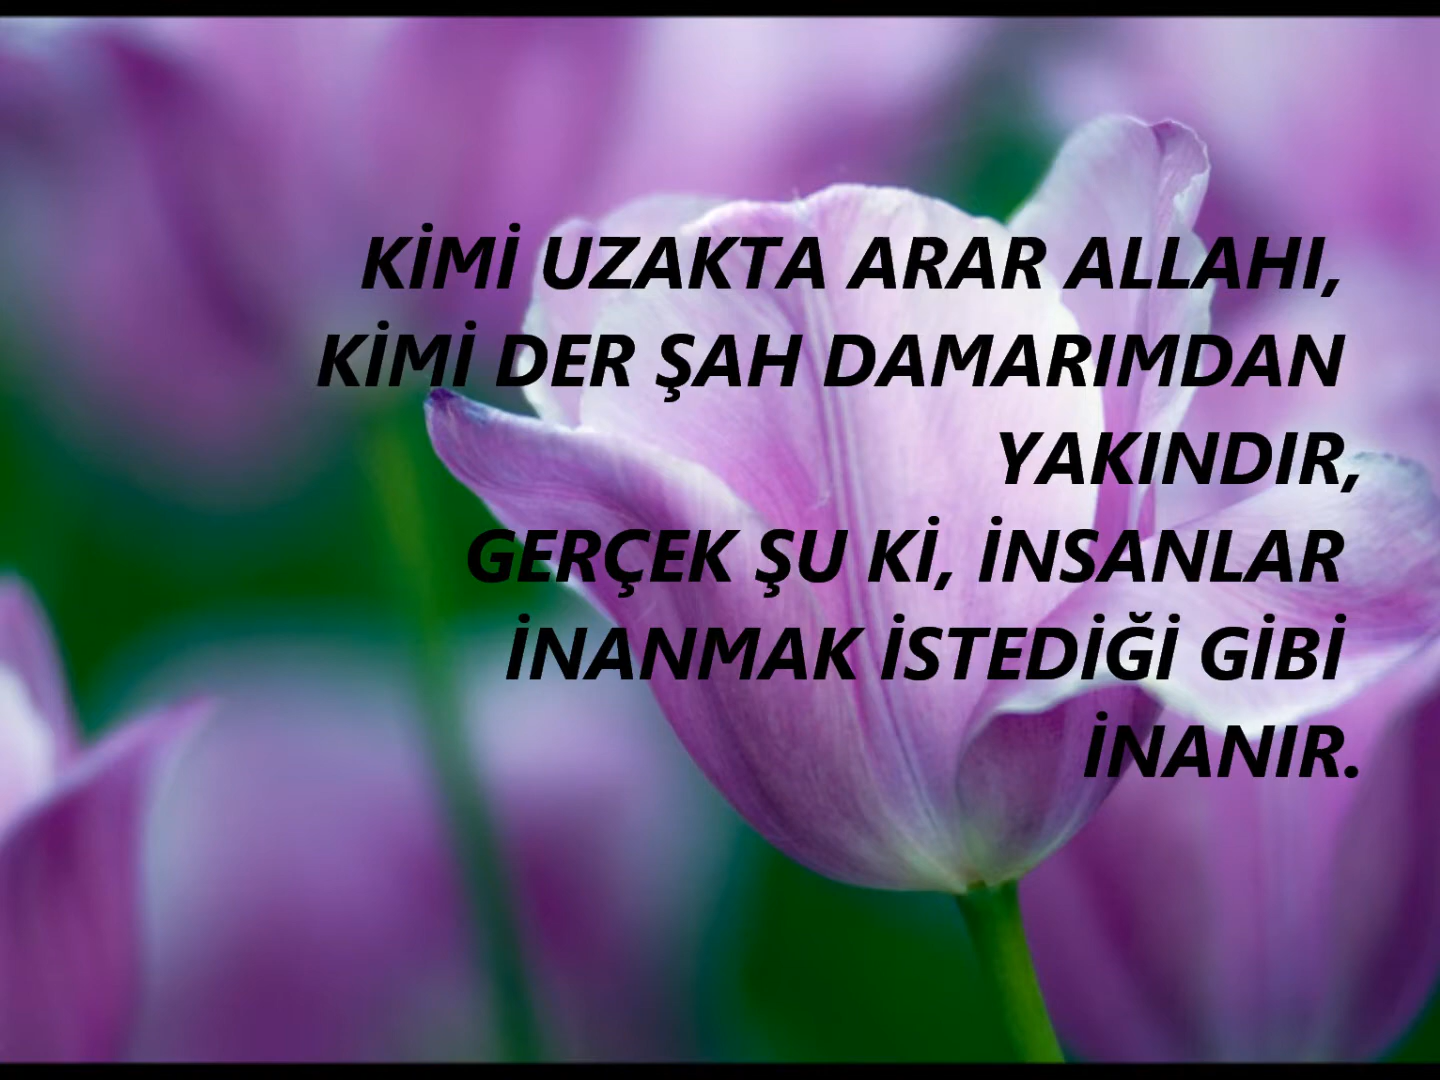 KİMİ UZAKTA ARAR ALLAHI,
KİMİ DER ŞAH DAMARIMDAN
YAKINDIR,
GERÇEK ŞU Kİ, İNSANLAR
İNANMAK İSTEDİĞİ GİBİ
İNANIR.